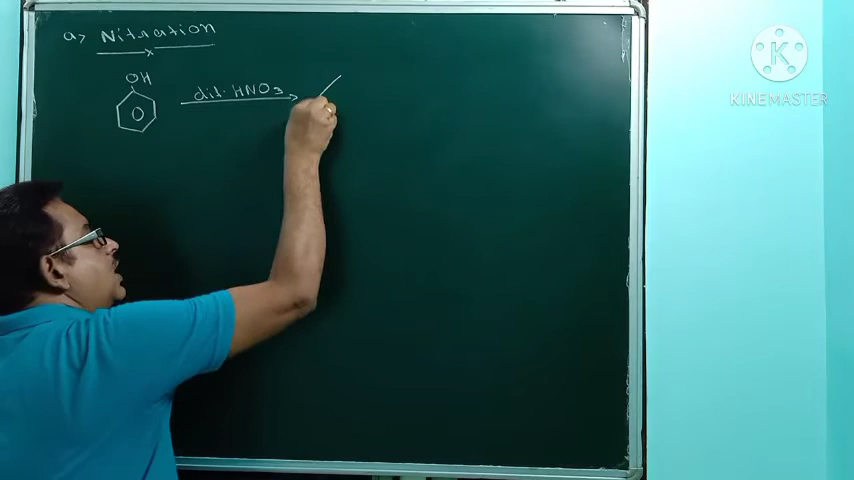 a> Nitration
OH
dil. HNO3
K
KINEMASTER